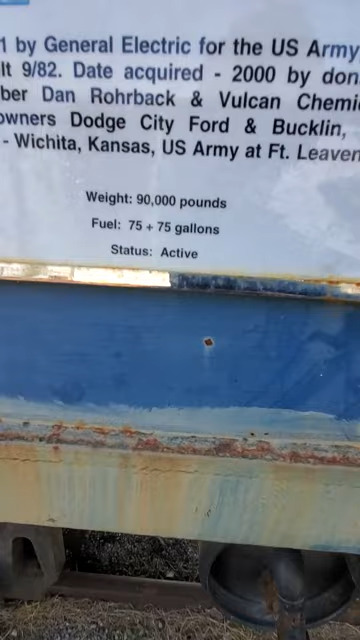 1 by General Electric for the US Army
lt 9/82. Date acquired - 2000 by don
ber Dan Rohrback & Vulcan Chemi
owners Dodge City Ford & Bucklin,
- Wichita, Kansas, US Army at Ft. Leaven
Weight: 90,000 pounds
Fuel: 75 + 75 gallons
Status: Active